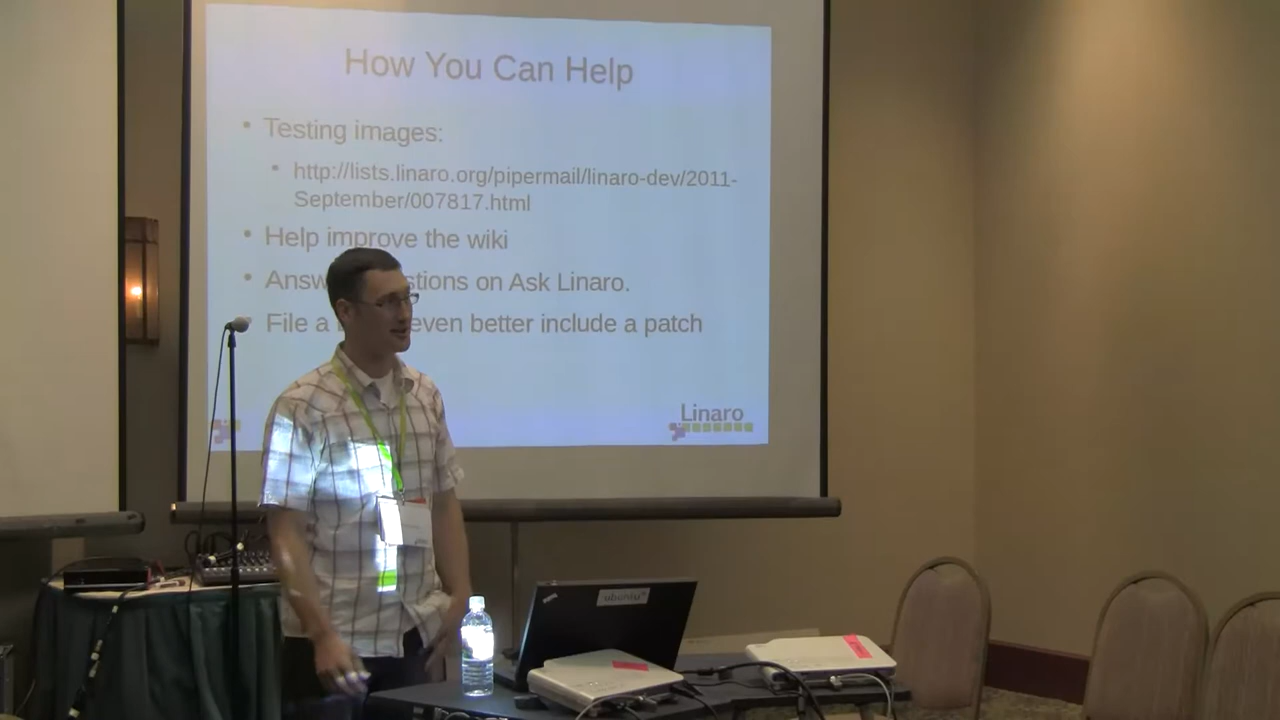 How You Can Help
• Testing images:
• http://lists.linaro.org/pipermail/linaro-dev/2011-
September/007817.html
• Help improve the wiki
• Answ stions on Ask Linaro.
• File a even better include a patch
Linaro
ubuntu